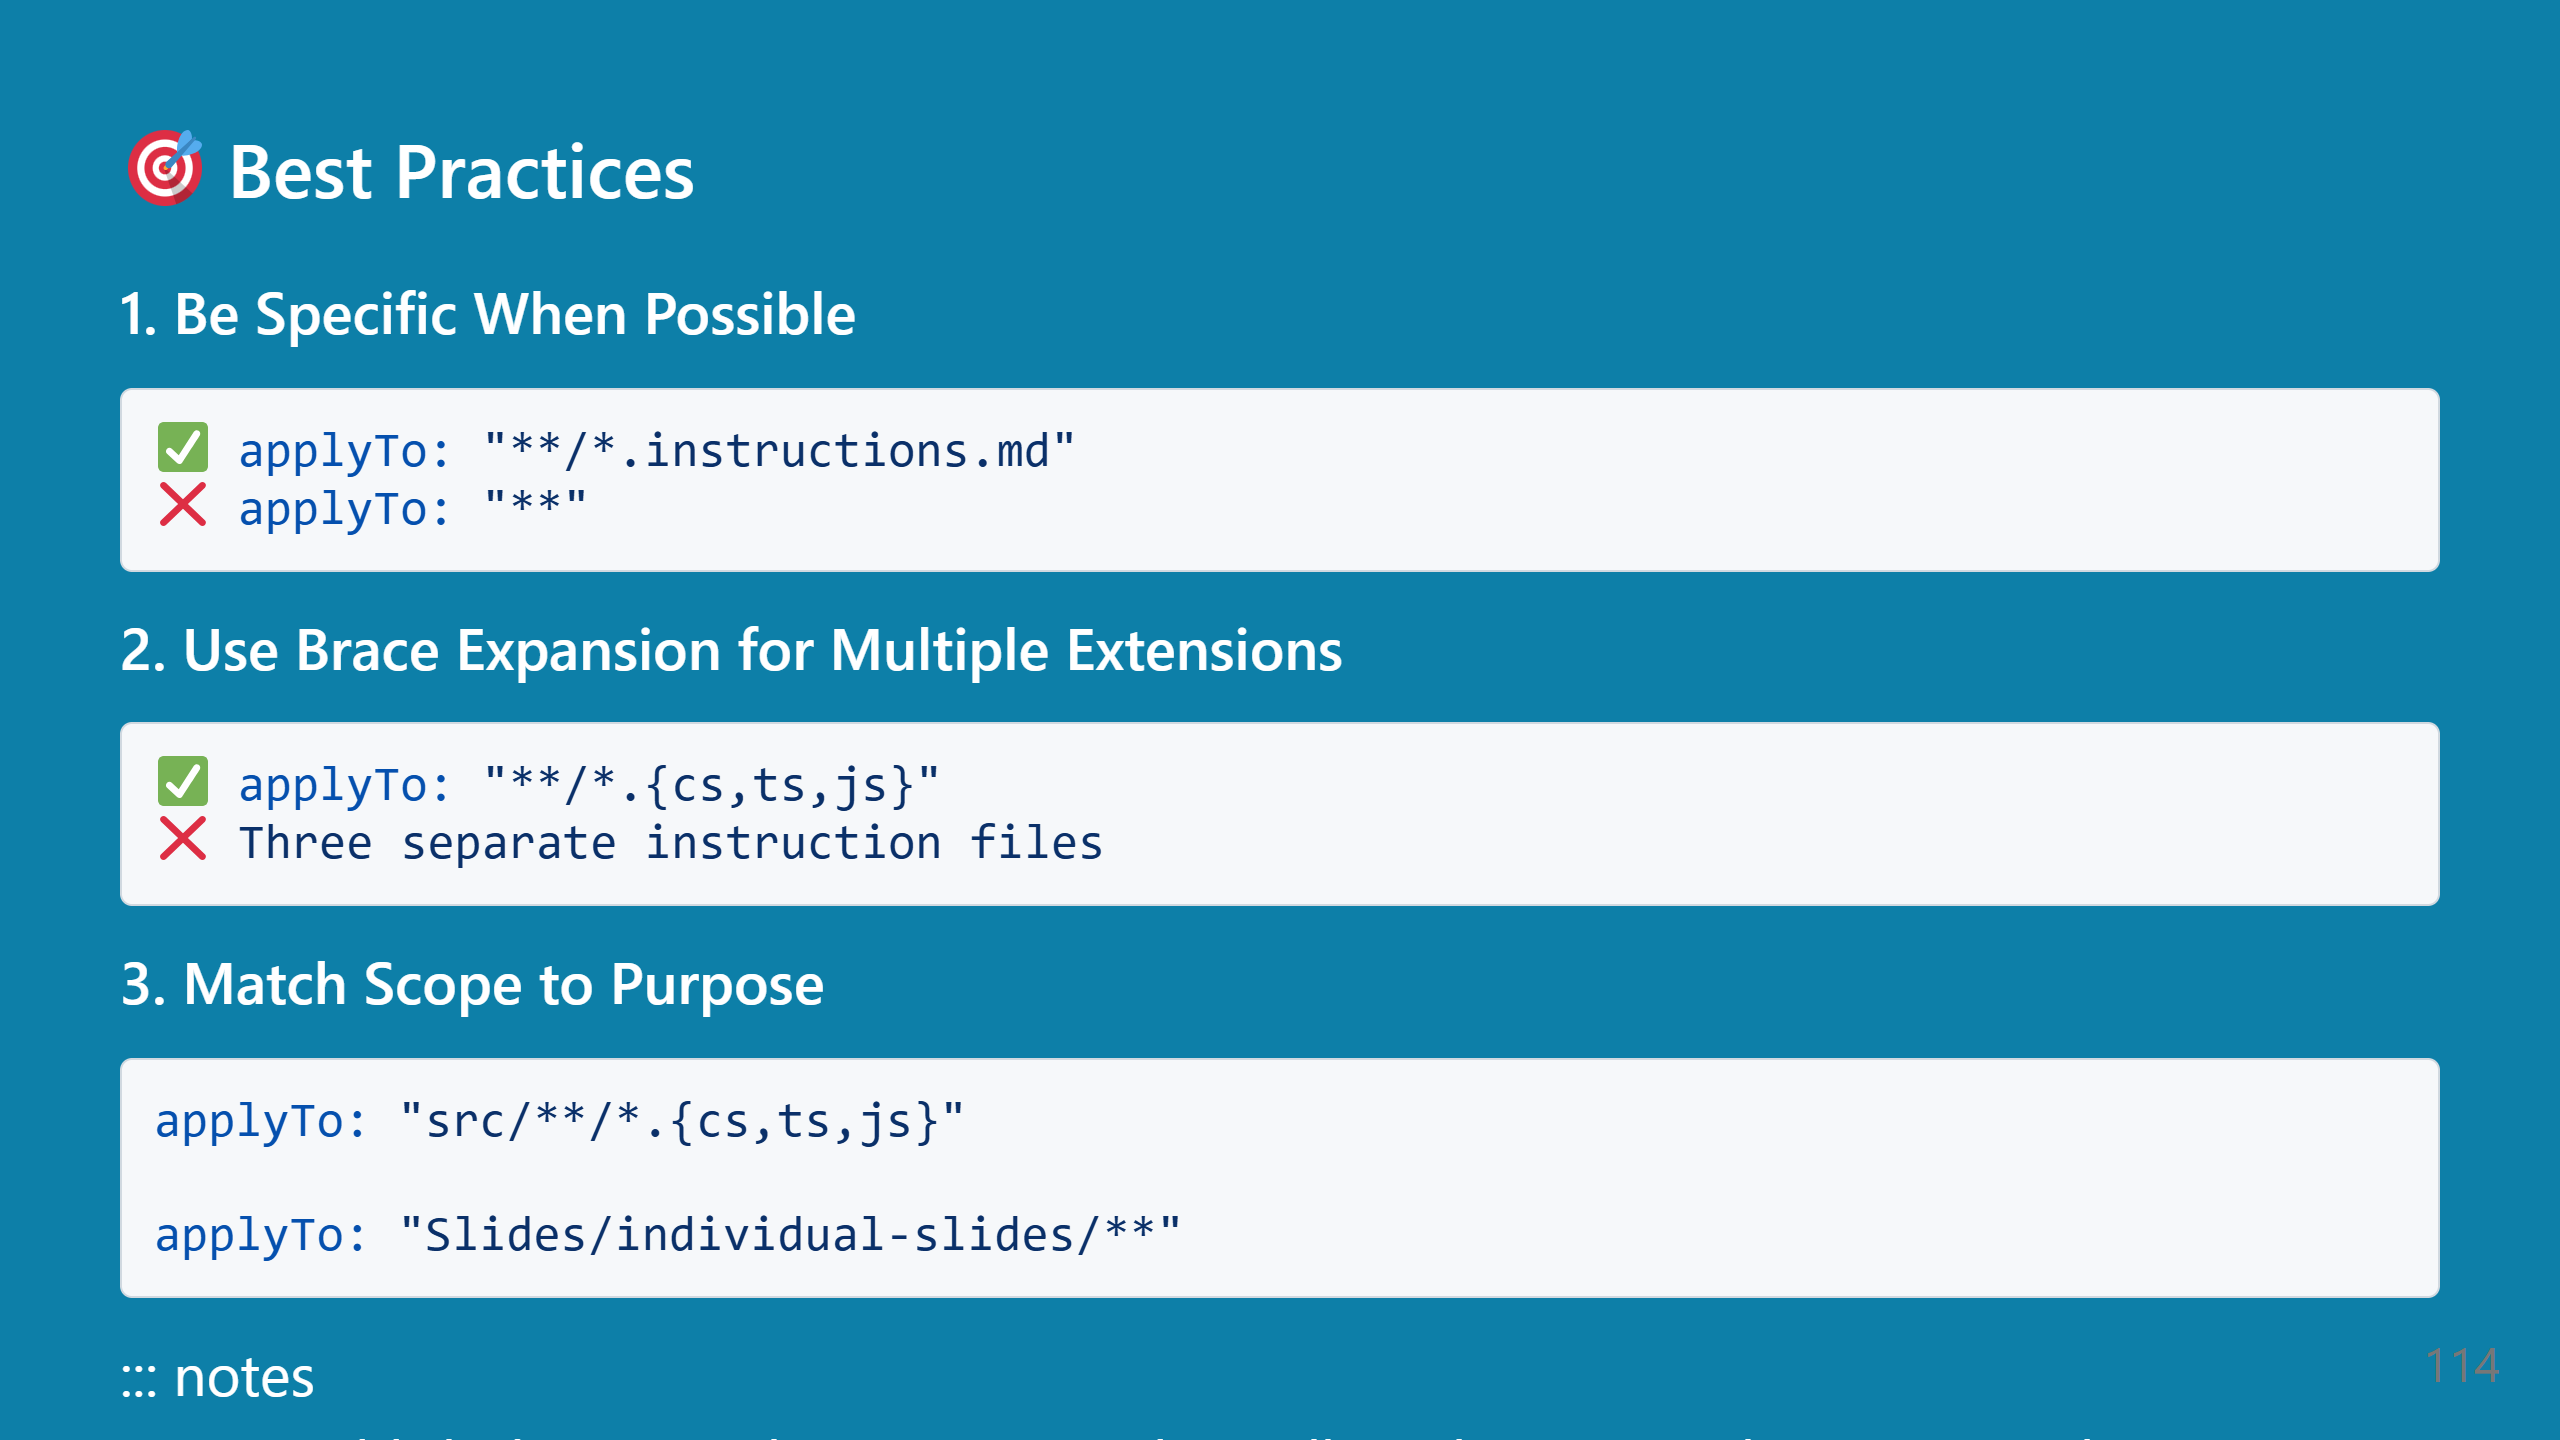 🎯 Best Practices
1. Be Specific When Possible
✅ applyTo: "**/*.instructions.md"
❌ applyTo: "**"
2. Use Brace Expansion for Multiple Extensions
✅ applyTo: "**/*.{cs,ts,js}"
❌ Three separate instruction files
3. Match Scope to Purpose
applyTo: "src/**/*.{cs,ts,js}"
applyTo: "Slides/individual-slides/**"
::: notes
114